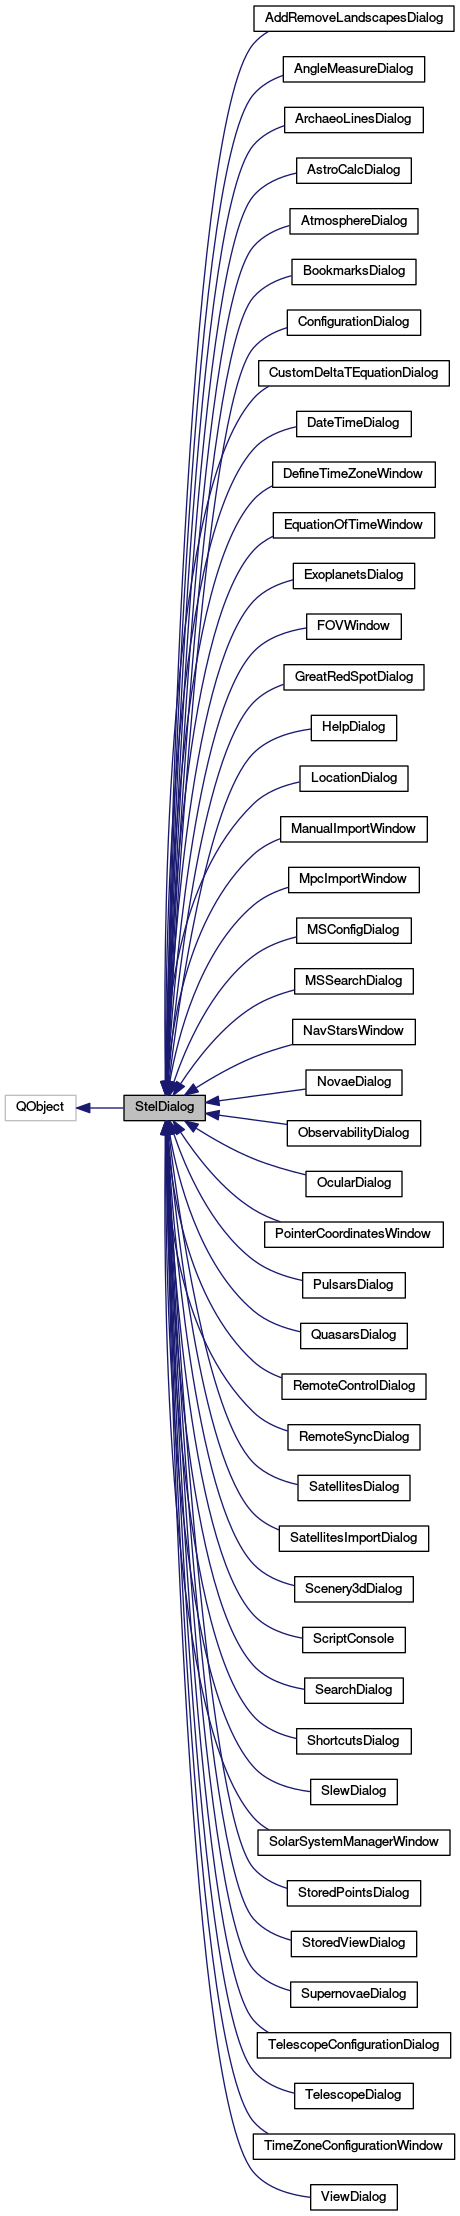 AddRemoveLandscapesDialog
AngleMeasureDialog
ArchaeoLinesDialog
AstroCalcDialog
AtmosphereDialog
BookmarksDialog
ConfigurationDialog
CustomDeltaTEquationDialog
DateTimeDialog
DefineTimeZoneWindow
EquationOfTimeWindow
ExoplanetsDialog
FOVWindow
GreatRedSpotDialog
HelpDialog
LocationDialog
ManualImportWindow
MpcImportWindow
MSConfigDialog
MSSearchDialog
NavStarsWindow
NovaeDialog
QObject
StelDialog
ObservabilityDialog
OcularDialog
PointerCoordinatesWindow
PulsarsDialog
QuasarsDialog
RemoteControlDialog
RemoteSyncDialog
SatellitesDialog
SatellitesImportDialog
Scenery3dDialog
ScriptConsole
SearchDialog
ShortcutsDialog
SlewDialog
SolarSystemManagerWindow
StoredPointsDialog
StoredViewDialog
SupernovaeDialog
TelescopeConfigurationDialog
TelescopeDialog
TimeZoneConfigurationWindow
ViewDialog